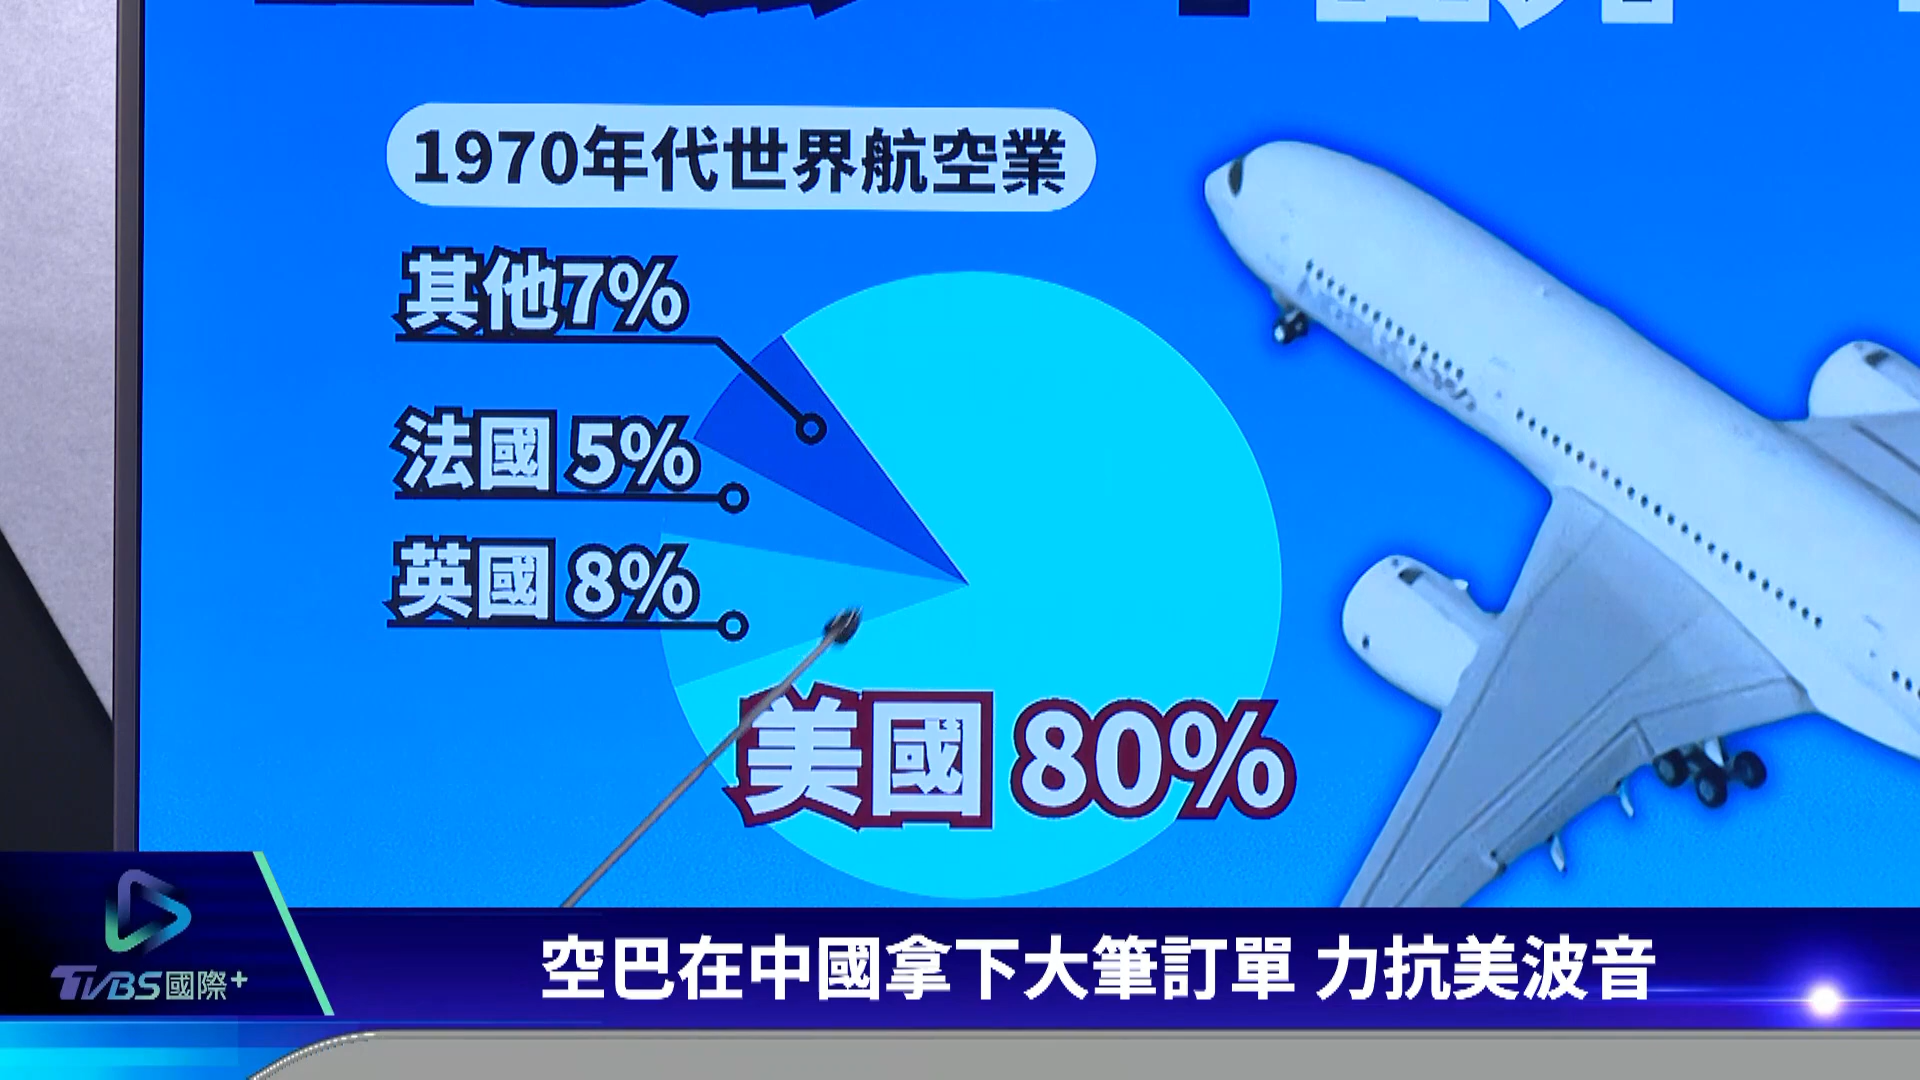 1970年代世界航空業
其他7%
法國 5%
英國 8%
美國 80%
TVBS國際+
空巴在中國拿下大筆訂單 力抗美波音